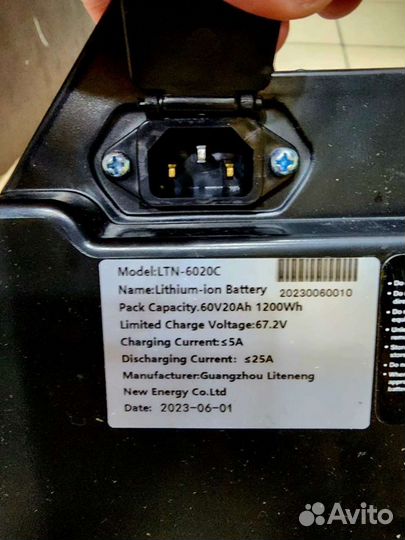 Model:LTN-6020C
Name:Lithium-ion Battery
20230060010
Pack Capacity.60V20Ah 1200Wh
Limited Charge Voltage:67.2V
Charging Current:≤5A
Discharging Current: ≤25A
Manufacturer:Guangzhou Liteneng
New Energy Co.Ltd
Date: 2023-06-01
Avito